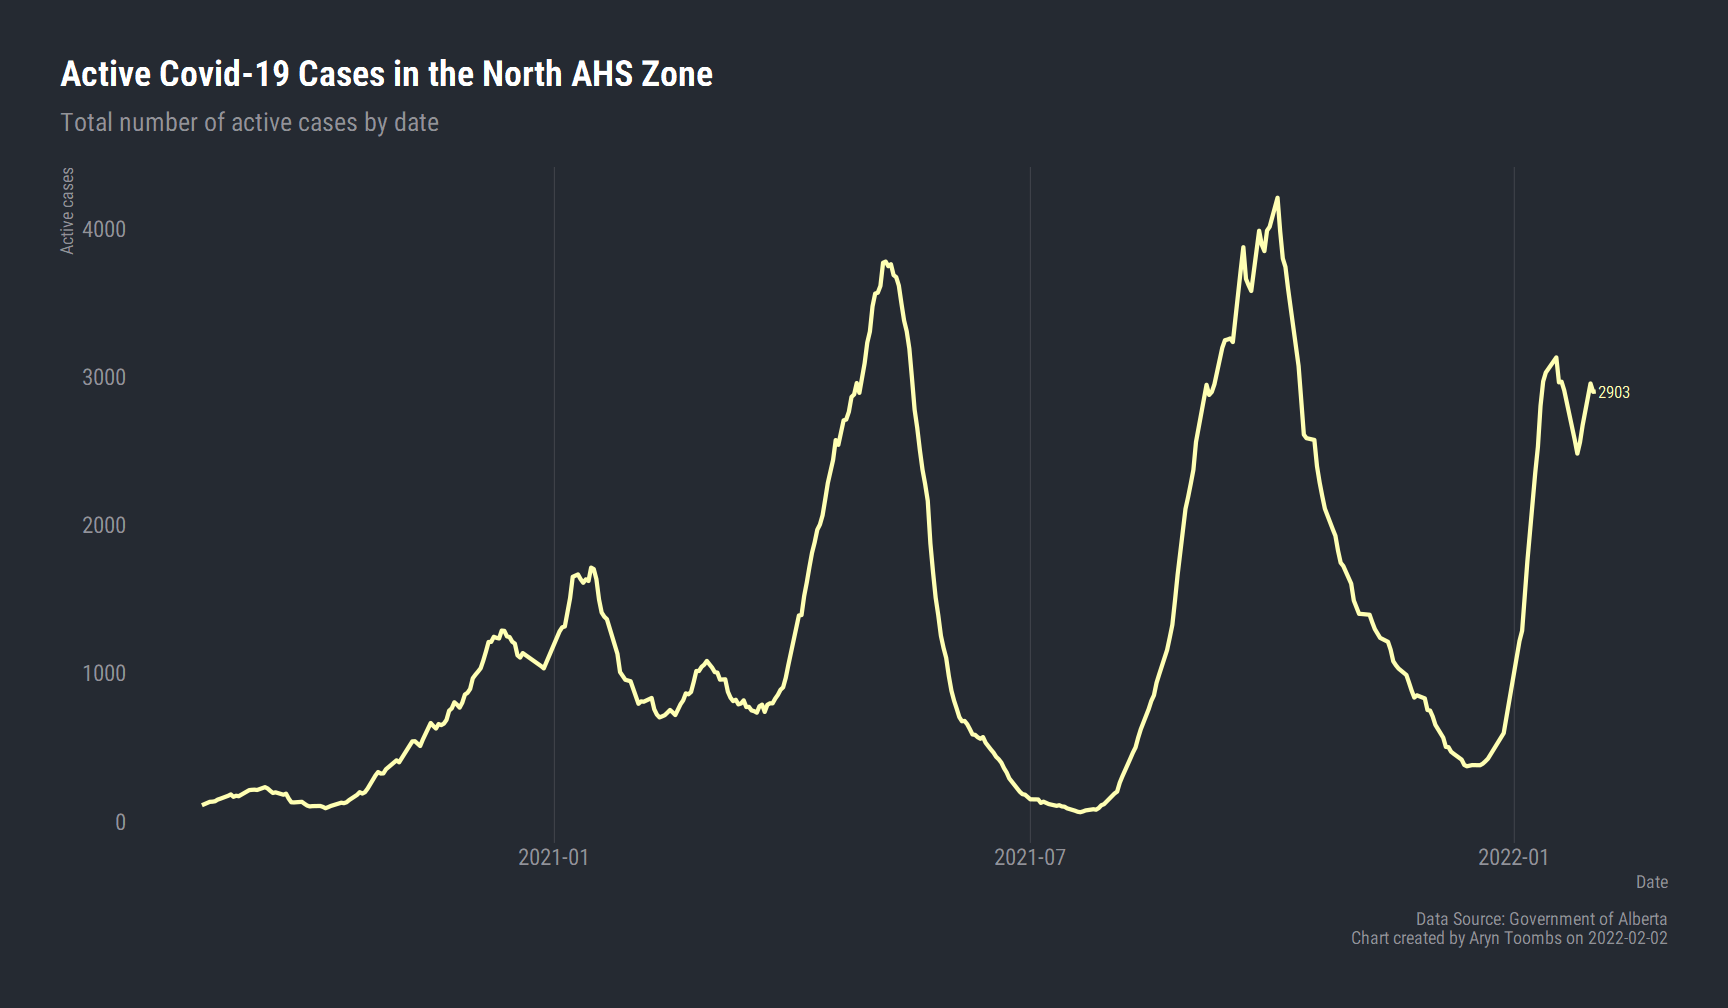 Active Covid-19 Cases in the North AHS Zone
Total number of active cases by date
Active cases
4000
3000
2000
1000
0
2903
2021-01
2021-07
2022-01
Date
Data Source: Government of Alberta
Chart created by Aryn Toombs on 2022-02-02